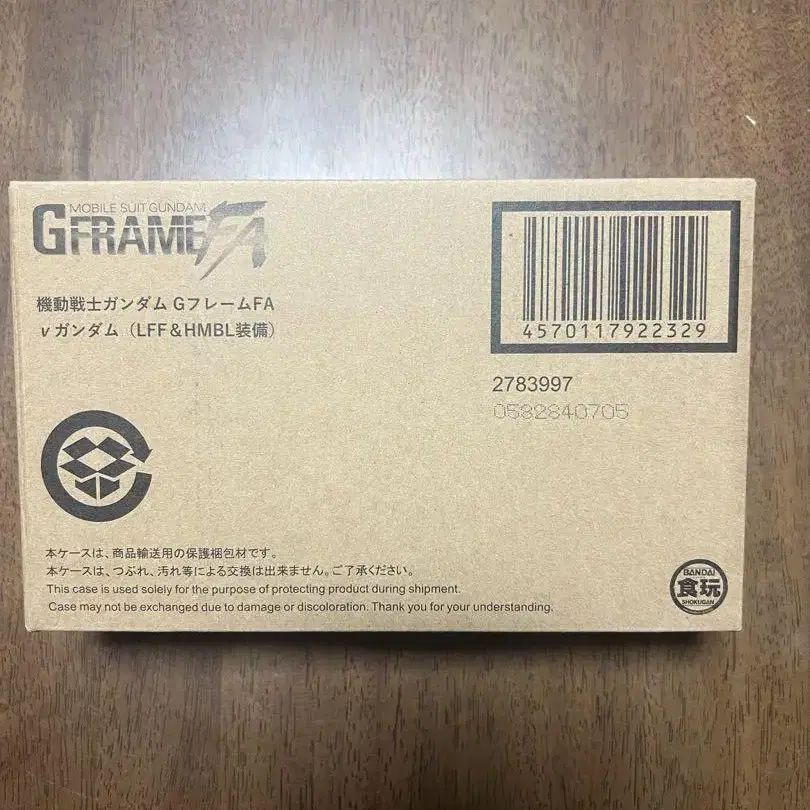 MOBILE SUIT GUNDAM
GFRAME FA
機動戦士ガンダム GフレームFA
νガンダム（LFF＆HMBL装備）
4570117922329
2783997
0532840705
本ケースは、商品輸送用の保護梱包材です。
本ケースは、つぶれ、汚れ等による交換は出来ません。ご了承ください。
This case is used solely for the purpose of protecting product during shipment.
Case may not be exchanged due to damage or discoloration. Thank you for your understanding.
BANDAI
食玩
SHOKUGAN